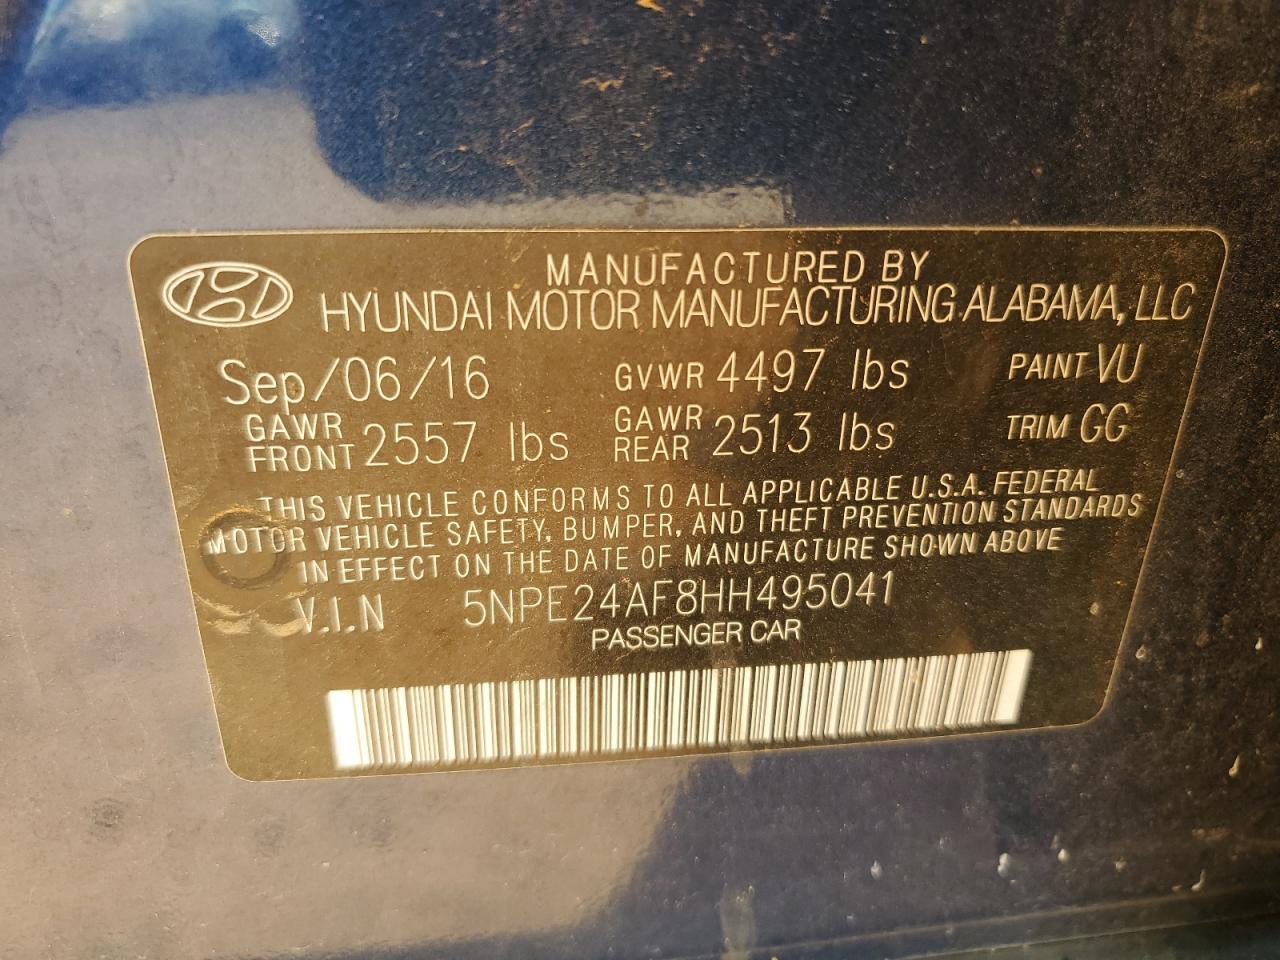 MANUFACTURED BY
HYUNDAI MOTOR MANUFACTURING ALABAMA, LLC
Sep/06/16 GVWR 4497 lbs PAINT VU
GAWR FRONT 2557 lbs GAWR REAR 2513 lbs TRIM GG
THIS VEHICLE CONFORMS TO ALL APPLICABLE U.S.A. FEDERAL
MOTOR VEHICLE SAFETY, BUMPER, AND THEFT PREVENTION STANDARDS
IN EFFECT ON THE DATE OF MANUFACTURE SHOWN ABOVE
V.I.N 5NPE24AF8HH495041
PASSENGER CAR